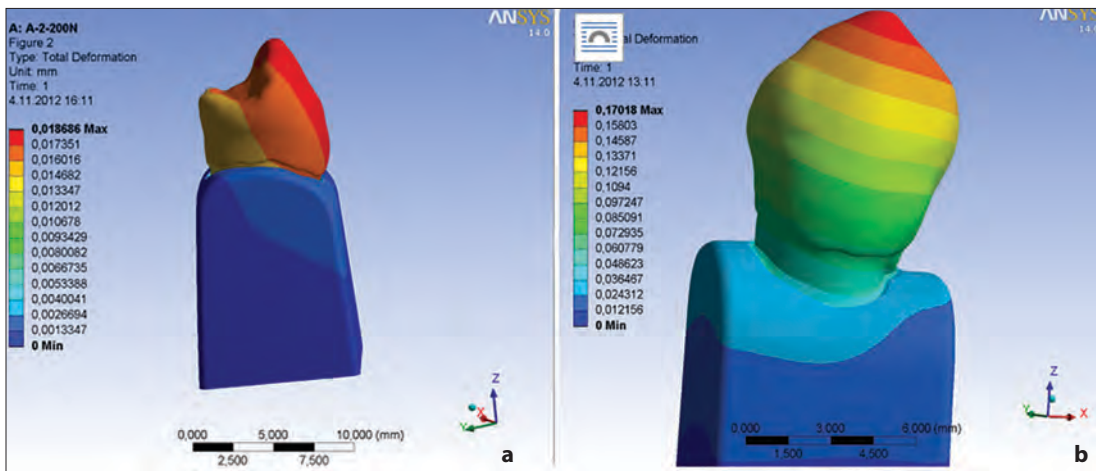 ANSYS
14.0
A: A-2-200N
Figure 2
Type: Total Deformation
Unit: mm
Time: 1
4.11.2012 16:11
0,018686 Max
0,017351
0,016016
0,014682
0,013347
0,012012
0,010678
0,0093429
0,0080082
0,0066735
0,0053388
0,0040041
0,0026694
0,0013347
0 Min
Z
X
Y
0,000 5,000 10,000 (mm)
2,500 7,500
a
ANSYS
14.0
Deformation
Time: 1
4.11.2012 13:11
0,17018 Max
0,15803
0,14587
0,13371
0,12156
0,1094
0,097247
0,085091
0,072935
0,060779
0,048623
0,036467
0,024312
0,012156
0 Min
Z
Y X
0,000 3,000 6,000 (mm)
1,500 4,500
b